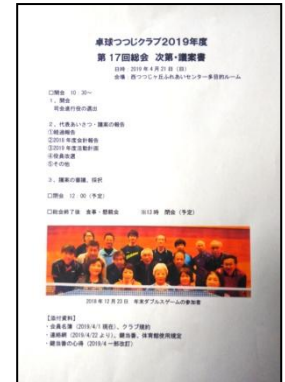 卓球つつじクラブ2019年度
第17回総会 次第・議案書
日時：2019年4月21日（日）
会場：西つつじヶ丘ふれあいセンター多目的ルーム
□開会 10:30～
1、開会
司会進行役の選出
2、代表あいさつ・議案の報告
①経過報告
②2018年度会計報告
③2019年度活動計画
④役員改選
⑤その他
3、議案の審議、採択
□閉会 12:00（予定）
□総会終了後 食事・懇親会 ※13時 閉会（予定）
2018年12月23日 年末ダブルスゲームの参加者
【添付資料】
・会員名簿（2019/4/1現在）、クラブ規約
・連絡網（2019/4/22より）、鍵当番、体育館使用規定
・鍵当番の心得（2019/4一部改訂）